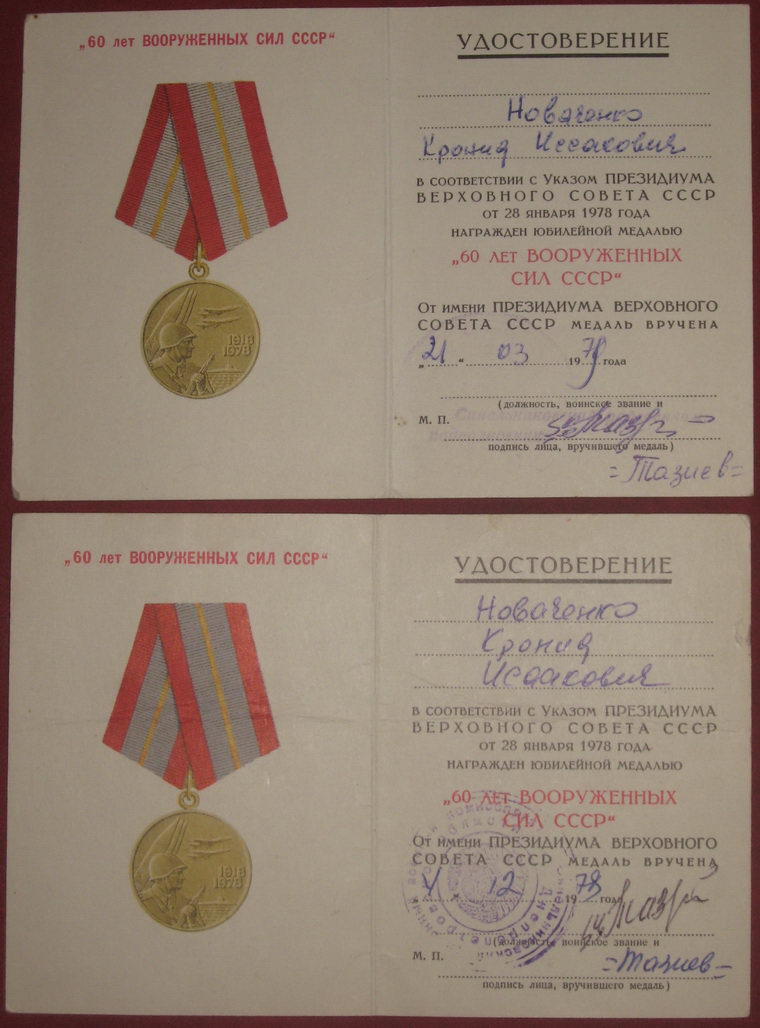 „60 лет ВООРУЖЕННЫХ СИЛ СССР“
1918
1978
УДОСТОВЕРЕНИЕ
Новаченко
Кронид Иссакович
В СООТВЕТСТВИИ С УКАЗОМ ПРЕЗИДИУМА
ВЕРХОВНОГО СОВЕТА СССР
ОТ 28 ЯНВАРЯ 1978 ГОДА
НАГРАЖДЕН ЮБИЛЕЙНОЙ МЕДАЛЬЮ
„60 ЛЕТ ВООРУЖЕННЫХ
СИЛ СССР“
От имени ПРЕЗИДИУМА ВЕРХОВНОГО
СОВЕТА СССР МЕДАЛЬ ВРУЧЕНА
„21“ 03 1978 года
(должность, воинское звание и
М. П.
подпись лица, вручившего медаль)
=Тазиев=
„60 лет ВООРУЖЕННЫХ СИЛ СССР“
1918
1978
УДОСТОВЕРЕНИЕ
Новаченко
Кронид
Исаакович
В СООТВЕТСТВИИ С УКАЗОМ ПРЕЗИДИУМА
ВЕРХОВНОГО СОВЕТА СССР
ОТ 28 ЯНВАРЯ 1978 ГОДА
НАГРАЖДЕН ЮБИЛЕЙНОЙ МЕДАЛЬЮ
„60 ЛЕТ ВООРУЖЕННЫХ
СИЛ СССР“
От имени ПРЕЗИДИУМА ВЕРХОВНОГО
СОВЕТА СССР МЕДАЛЬ ВРУЧЕНА
12 1978 года
(должность, воинское звание и
М. П.
=Тазиев=
подпись лица, вручившего медаль)